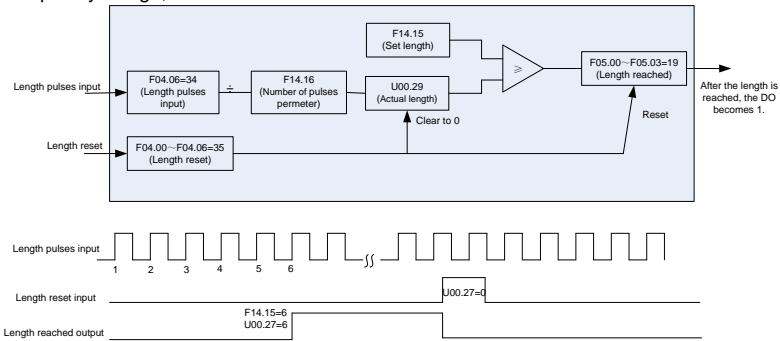 F14.15
(Set length)
F05.00～F05.03=19
(Length reached)
Length pulses input
F04.06=34
(Length pulses
input)
÷
F14.16
(Number of pulses
permeter)
U00.29
(Actual length)
≥
After the length is
reached, the DO
becomes 1.
Clear to 0
Reset
Length reset
F04.00～F04.06=35
(Length reset)
Length pulses input
1 2 3 4 5 6
Length reset input
U00.27=0
F14.15=6
U00.27=6
Length reached output